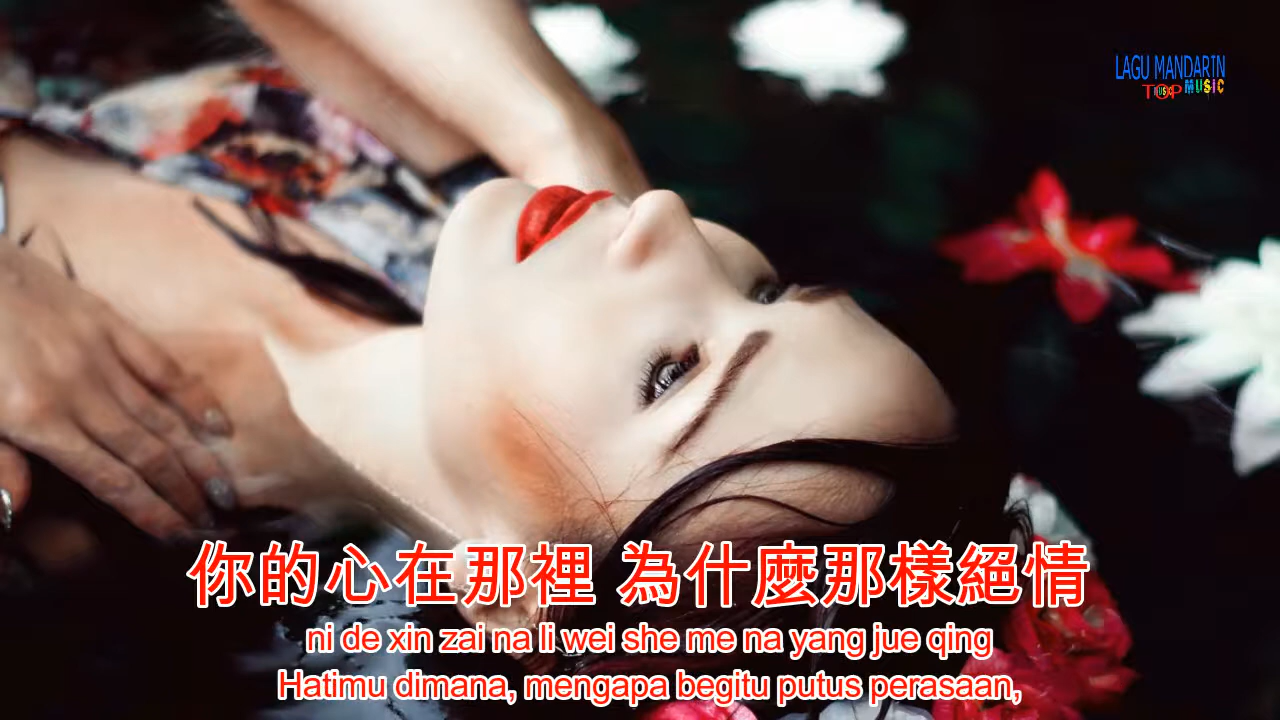 LAGU MANDARIN
TOP MUSIC MUSIC
你的心在那裡 為什麼那樣絕情
ni de xin zai na li wei she me na yang jue qing
Hatimu dimana, mengapa begitu putus perasaan,